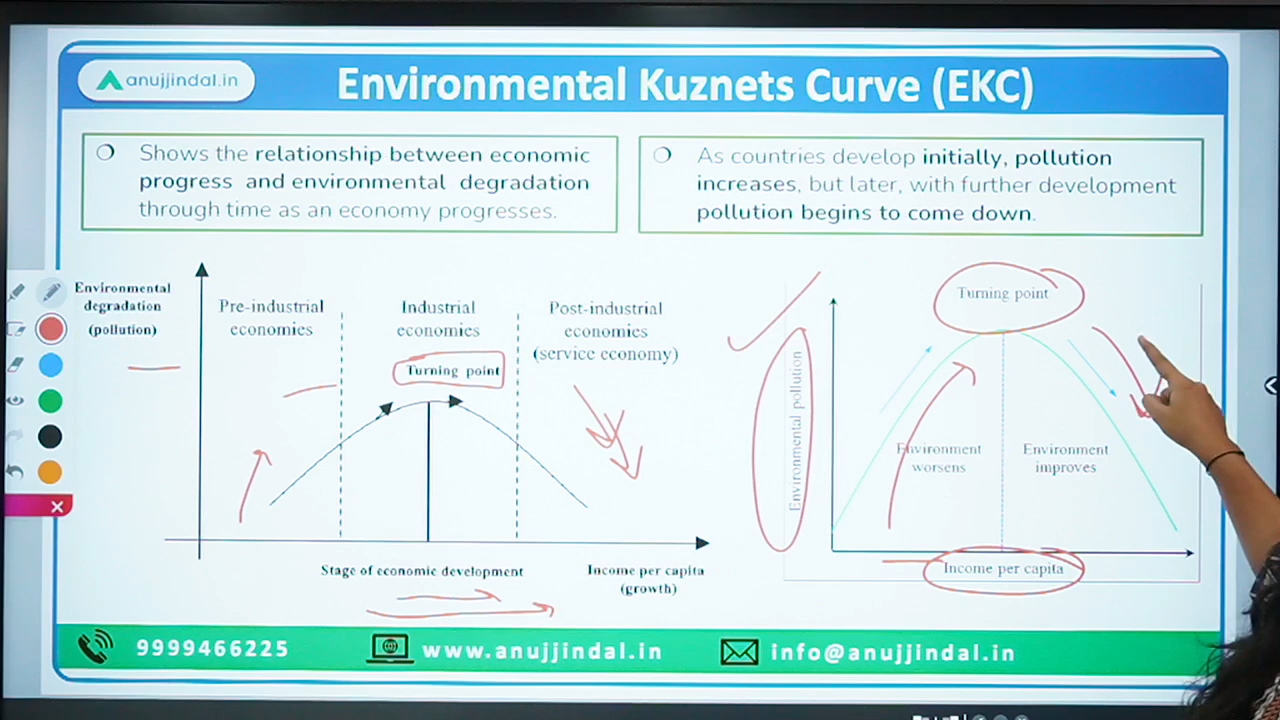 anujjindal.in
Environmental Kuznets Curve (EKC)
Shows the relationship between economic
progress and environmental degradation
through time as an economy progresses.
As countries develop initially, pollution
increases, but later, with further development
pollution begins to come down.
Environmental
degradation
(pollution)
Pre-industrial
economies
Industrial
economies
Post-industrial
economies
(service economy)
Turning point
Stage of economic development
Income per capita
(growth)
Turning point
Environmental pollution
Environment
worsens
Environment
improves
Income per capita
9999466225
www.anujjindal.in
info@anujjindal.in